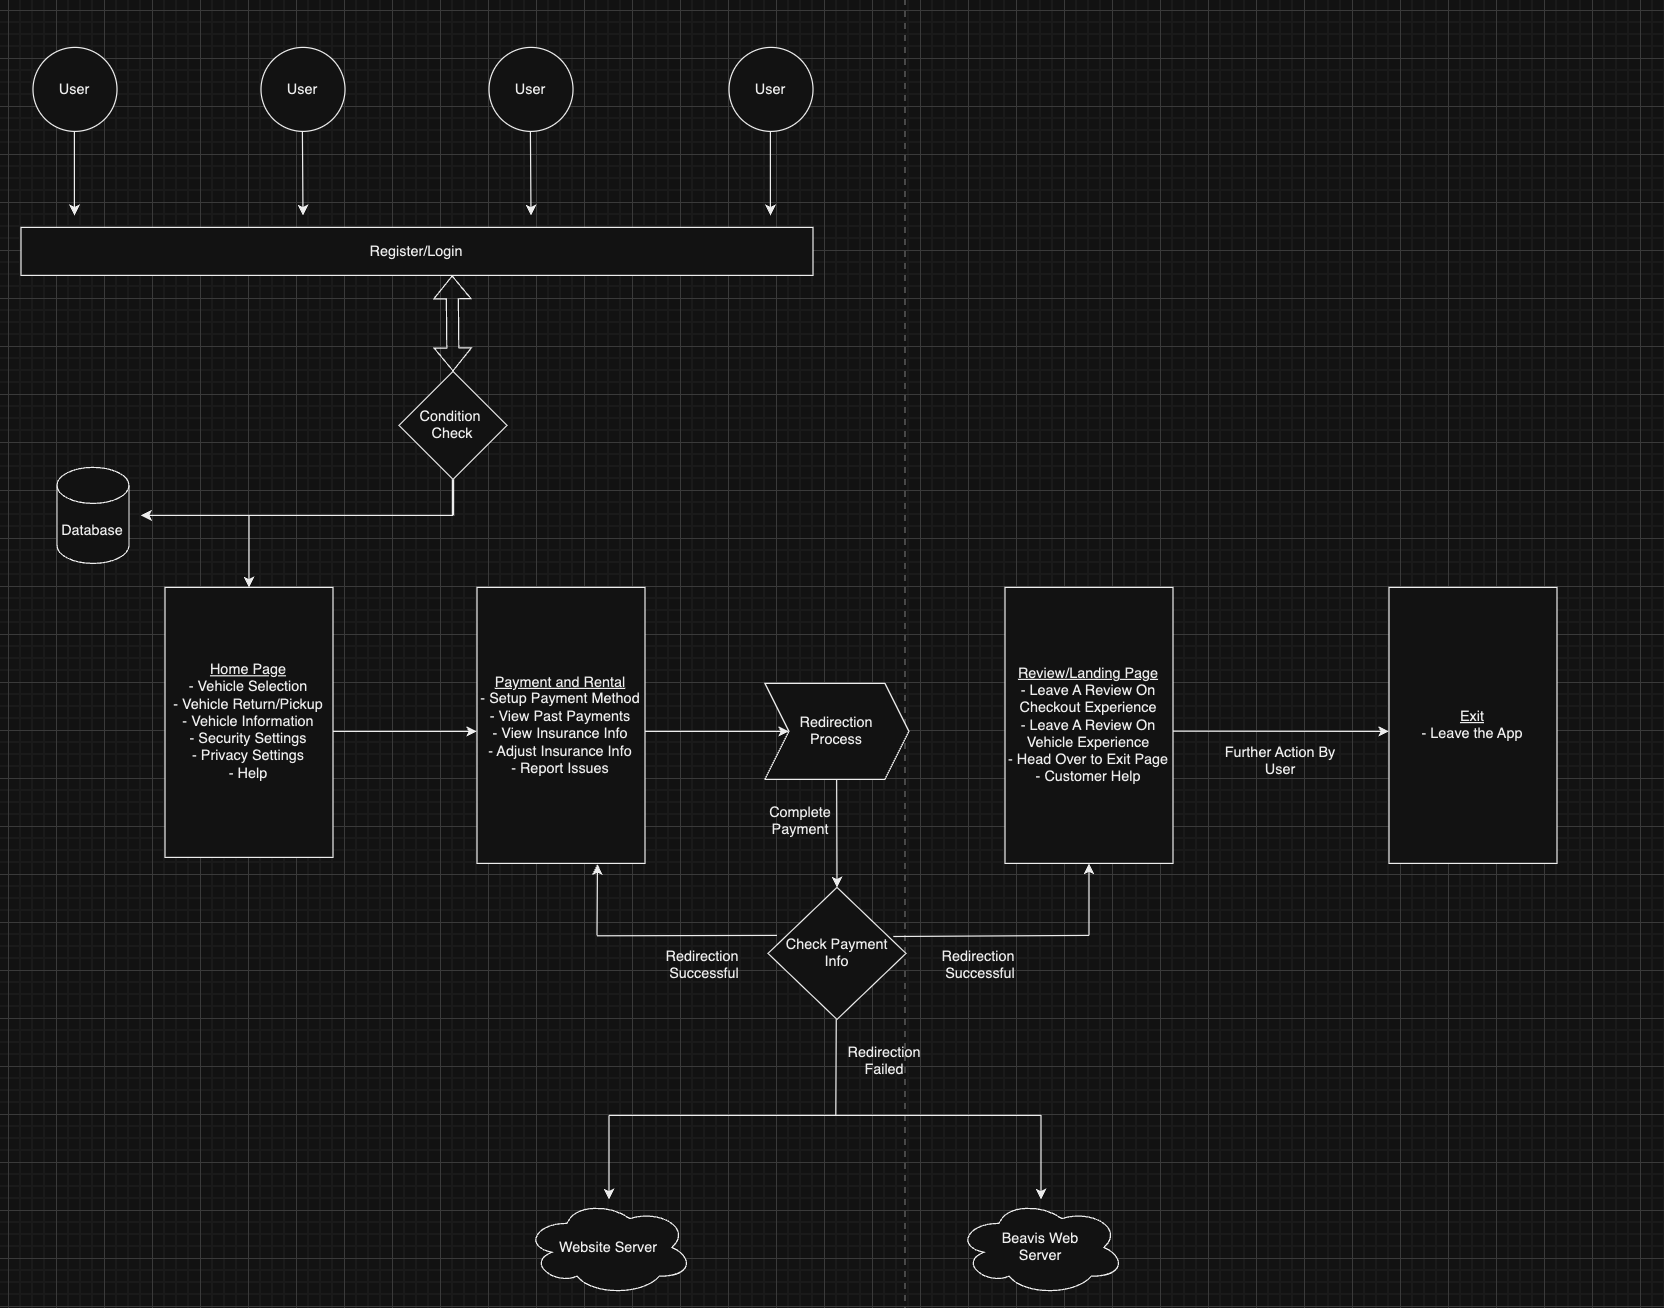 User
User
User
User
Register/Login
Condition
Check
Database
Home Page
- Vehicle Selection
- Vehicle Return/Pickup
- Vehicle Information
- Security Settings
- Privacy Settings
- Help
Payment and Rental
- Setup Payment Method
- View Past Payments
- View Insurance Info
- Adjust Insurance Info
- Report Issues
Redirection
Process
Review/Landing Page
- Leave A Review On
Checkout Experience
- Leave A Review On
Vehicle Experience
- Head Over to Exit Page
- Customer Help
Further Action By
User
Exit
- Leave the App
Complete
Payment
Check Payment
Info
Redirection
Successful
Redirection
Successful
Redirection
Failed
Website Server
Beavis Web
Server